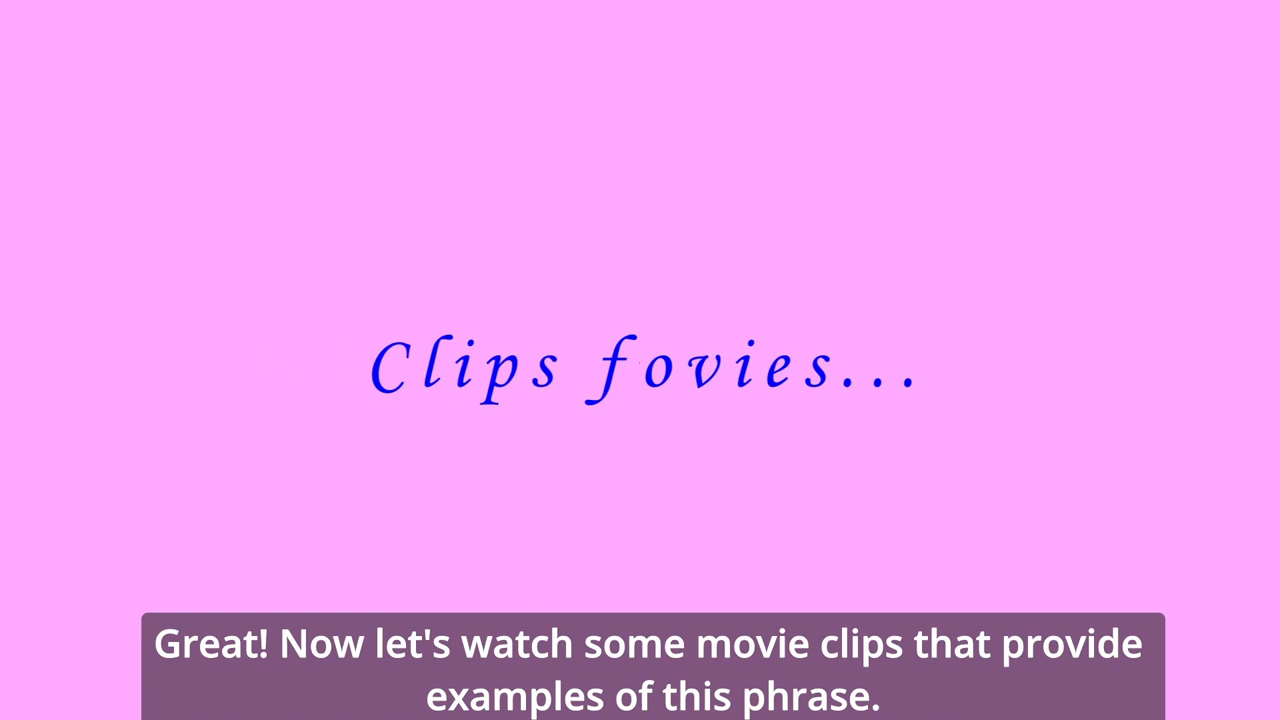 Clips fovies...
Great! Now let's watch some movie clips that provide
examples of this phrase.